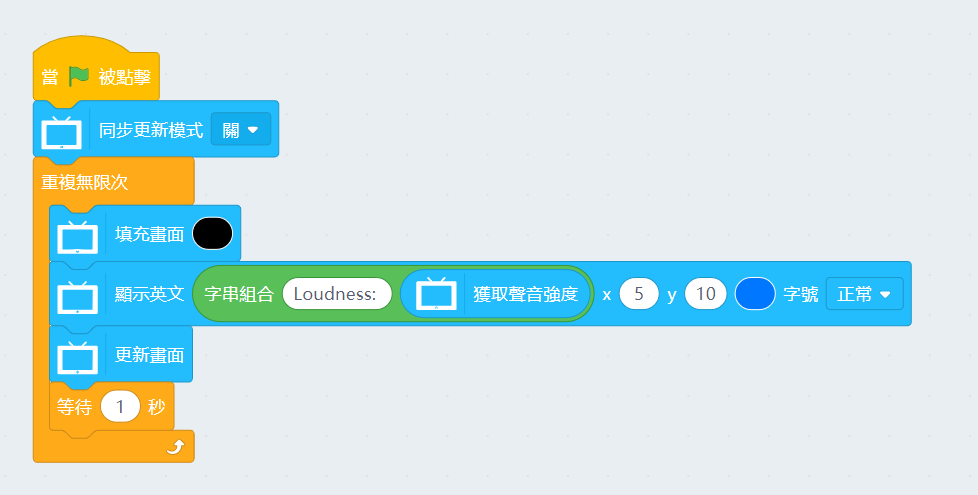 當 被點擊
同步更新模式 關
重複無限次
填充畫面
顯示英文 字串組合 Loudness: 獲取聲音強度 x 5 y 10 字號 正常
更新畫面
等待 1 秒